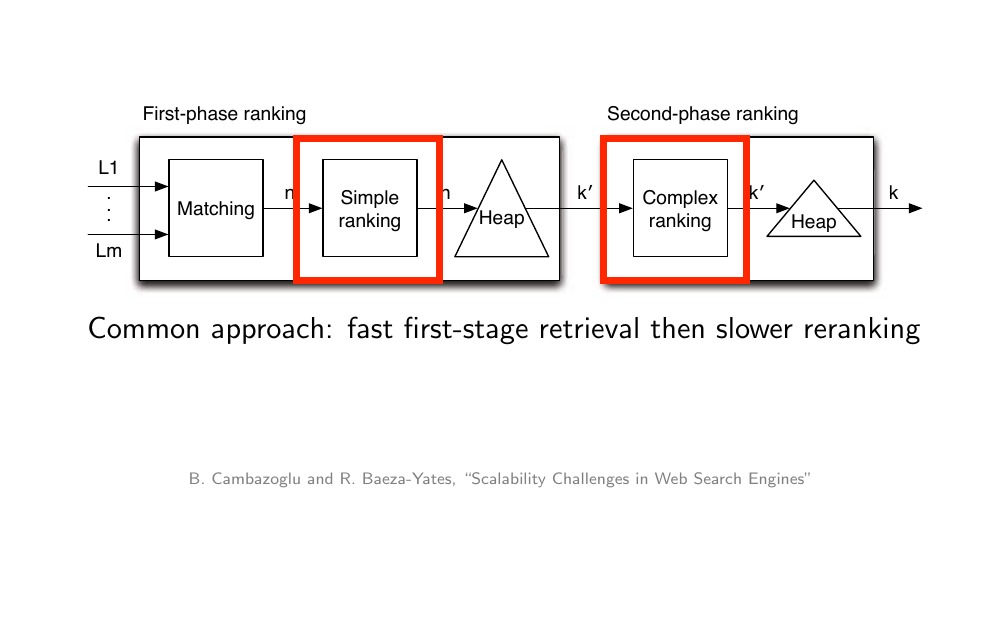 First-phase ranking
Second-phase ranking
L1
Lm
Matching
n
Simple
ranking
n
Heap
k′
Complex
ranking
k′
Heap
k
Common approach: fast first-stage retrieval then slower reranking
B. Cambazoglu and R. Baeza-Yates, “Scalability Challenges in Web Search Engines”